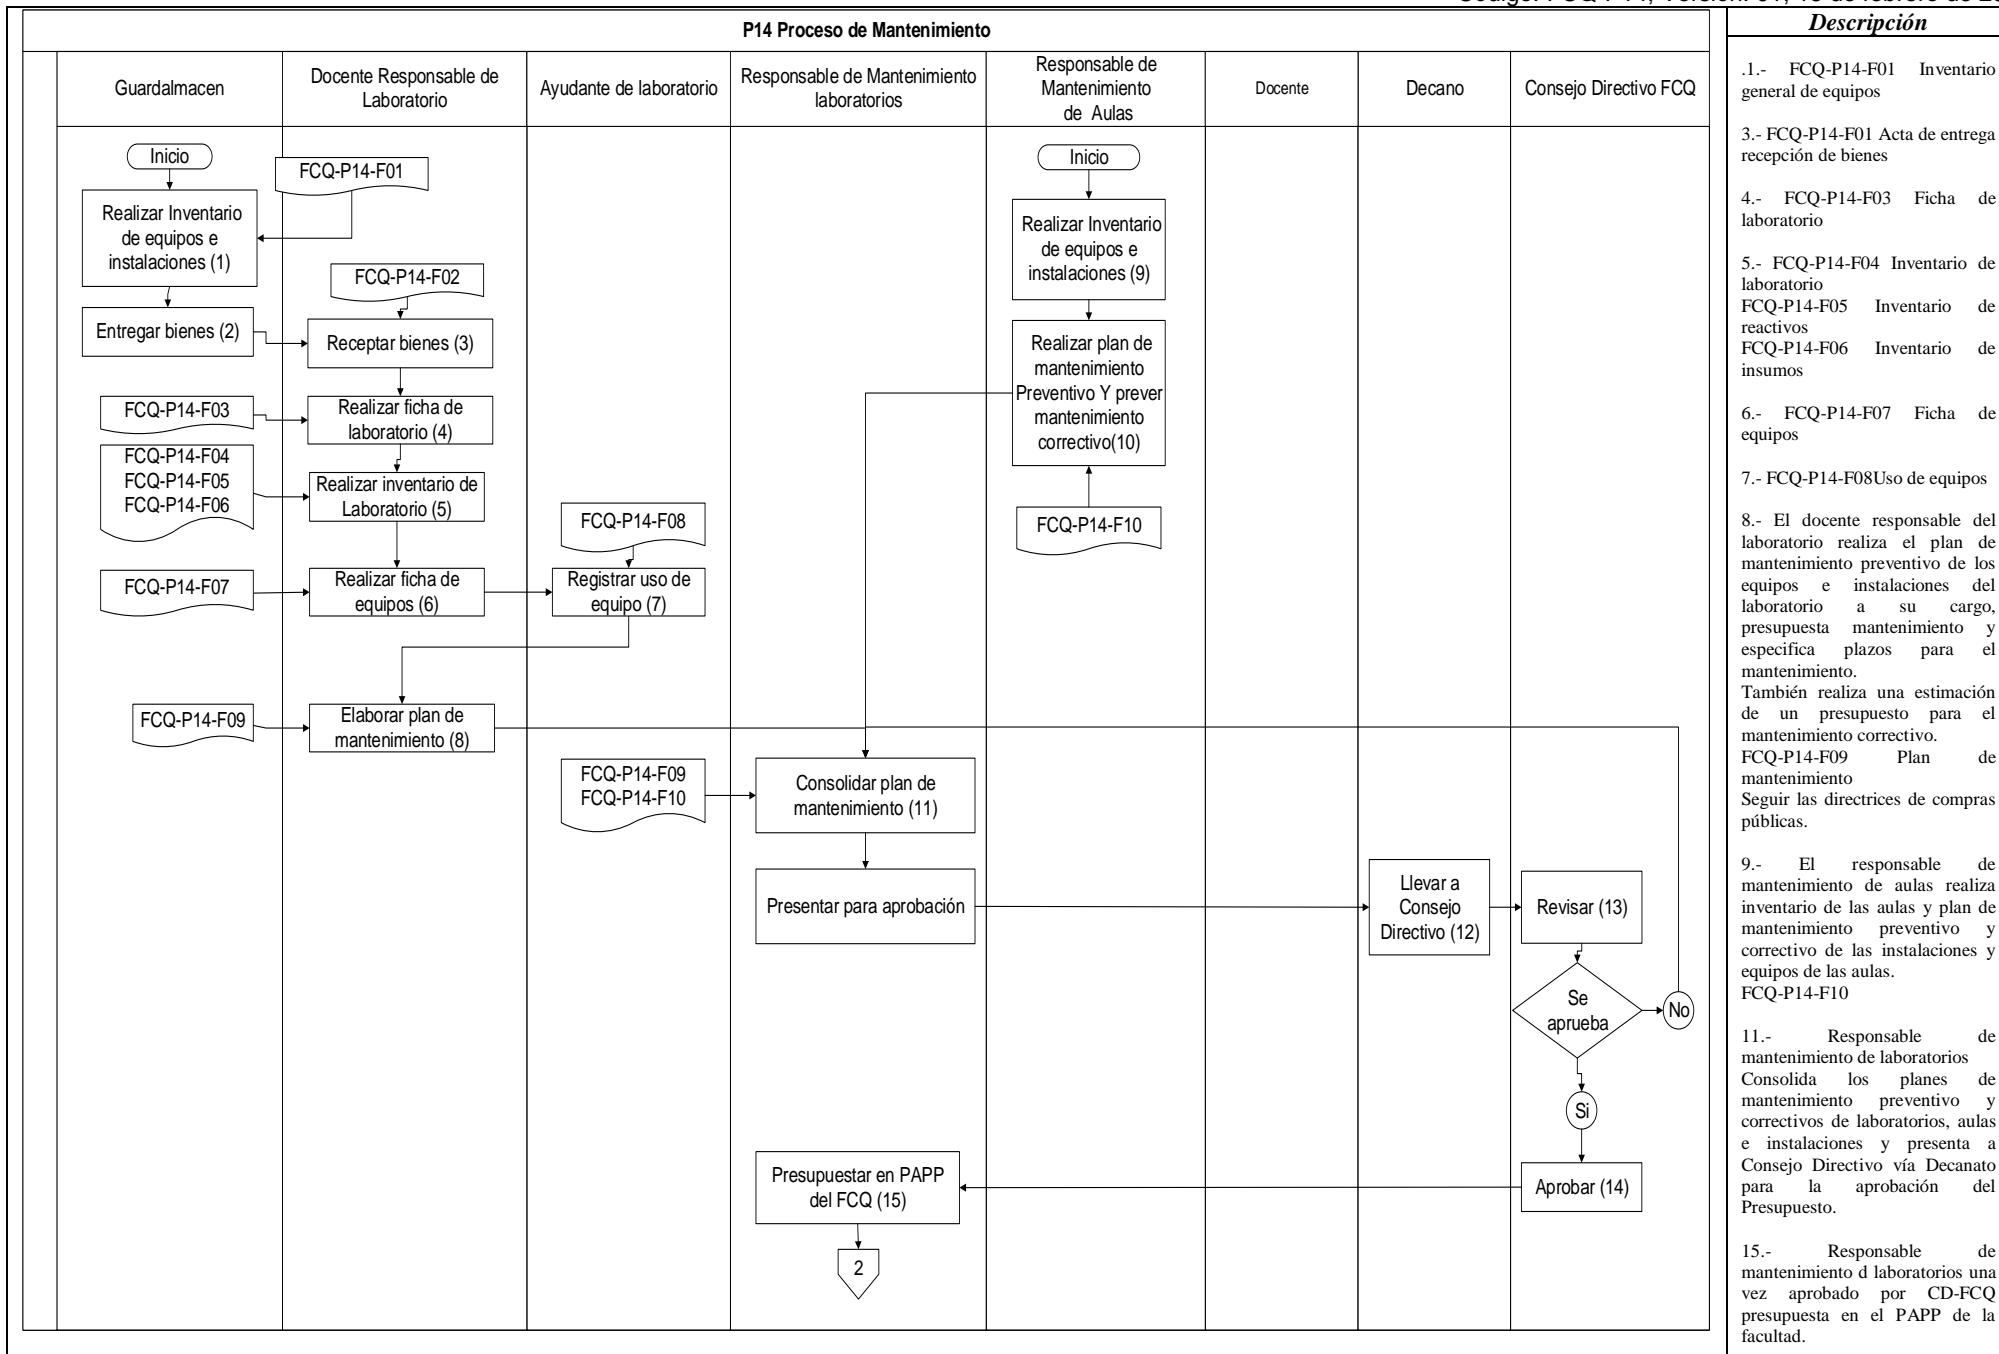 P14 Proceso de Mantenimiento
Guardalmacen
Docente Responsable de
Laboratorio
Ayudante de laboratorio
Responsable de Mantenimiento
laboratorios
Responsable de
Mantenimiento
de Aulas
Docente
Decano
Consejo Directivo FCQ
Inicio
FCQ-P14-F01
Realizar Inventario
de equipos e
instalaciones (1)
FCQ-P14-F02
Entregar bienes (2)
Receptar bienes (3)
FCQ-P14-F03
Realizar ficha de
laboratorio (4)
FCQ-P14-F04
FCQ-P14-F05
FCQ-P14-F06
Realizar inventario de
Laboratorio (5)
FCQ-P14-F08
FCQ-P14-F07
Realizar ficha de
equipos (6)
Registrar uso de
equipo (7)
FCQ-P14-F09
Elaborar plan de
mantenimiento (8)
Inicio
Realizar Inventario
de equipos e
instalaciones (9)
Realizar plan de
mantenimiento
Preventivo Y prever
mantenimiento
correctivo(10)
FCQ-P14-F10
FCQ-P14-F09
FCQ-P14-F10
Consolidar plan de
mantenimiento (11)
Presentar para aprobación
Llevar a
Consejo
Directivo (12)
Revisar (13)
Se
aprueba
No
Si
Aprobar (14)
Presupuestar en PAPP
del FCQ (15)
2
Descripción
.1.- FCQ-P14-F01 Inventario
general de equipos
3.- FCQ-P14-F01 Acta de entrega
recepción de bienes
4.- FCQ-P14-F03 Ficha de
laboratorio
5.- FCQ-P14-F04 Inventario de
laboratorio
FCQ-P14-F05 Inventario de
reactivos
FCQ-P14-F06 Inventario de
insumos
6.- FCQ-P14-F07 Ficha de
equipos
7.- FCQ-P14-F08Uso de equipos
8.- El docente responsable del
laboratorio realiza el plan de
mantenimiento preventivo de los
equipos e instalaciones del
laboratorio a su cargo,
presupuesta mantenimiento y
especifica plazos para el
mantenimiento.
También realiza una estimación
de un presupuesto para el
mantenimiento correctivo.
FCQ-P14-F09 Plan de
mantenimiento
Seguir las directrices de compras
públicas.
9.- El responsable de
mantenimiento de aulas realiza
inventario de las aulas y plan de
mantenimiento preventivo y
correctivo de las instalaciones y
equipos de las aulas.
FCQ-P14-F10
11.- Responsable de
mantenimiento de laboratorios
Consolida los planes de
mantenimiento preventivo y
correctivos de laboratorios, aulas
e instalaciones y presenta a
Consejo Directivo vía Decanato
para la aprobación del
Presupuesto.
15.- Responsable de
mantenimiento d laboratorios una
vez aprobado por CD-FCQ
presupuesta en el PAPP de la
facultad.